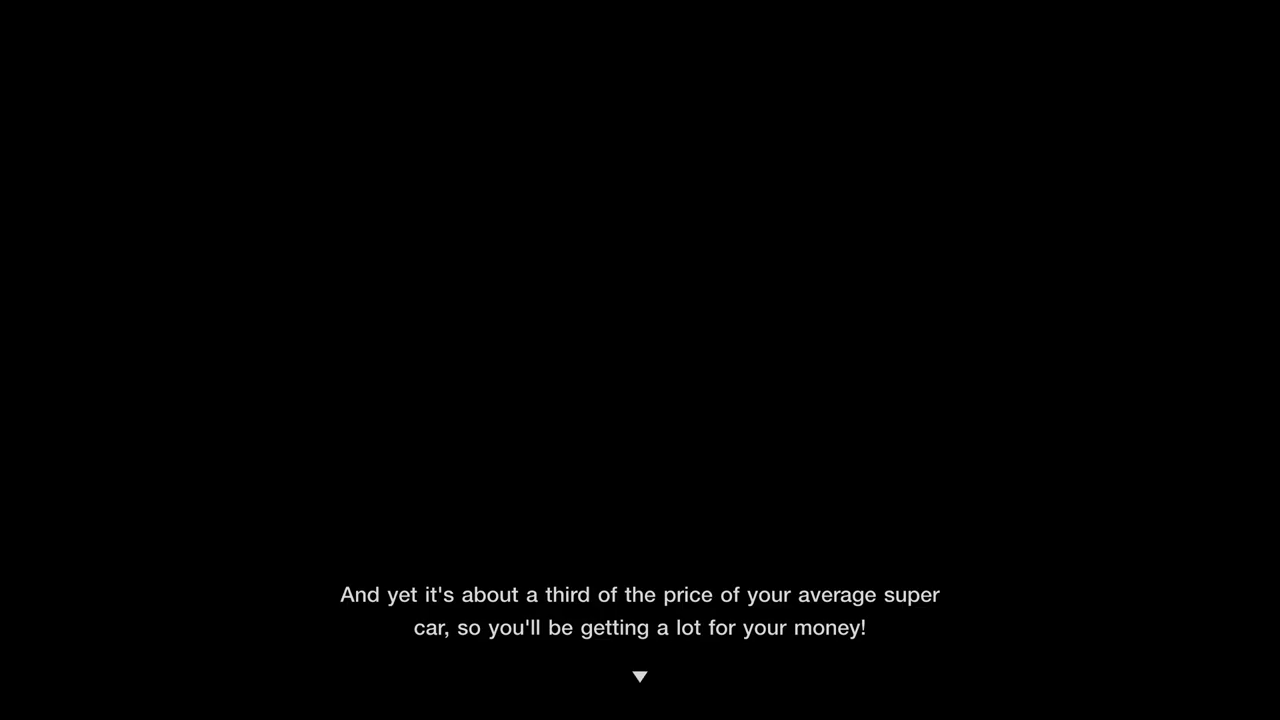 And yet it's about a third of the price of your average super
car, so you'll be getting a lot for your money!